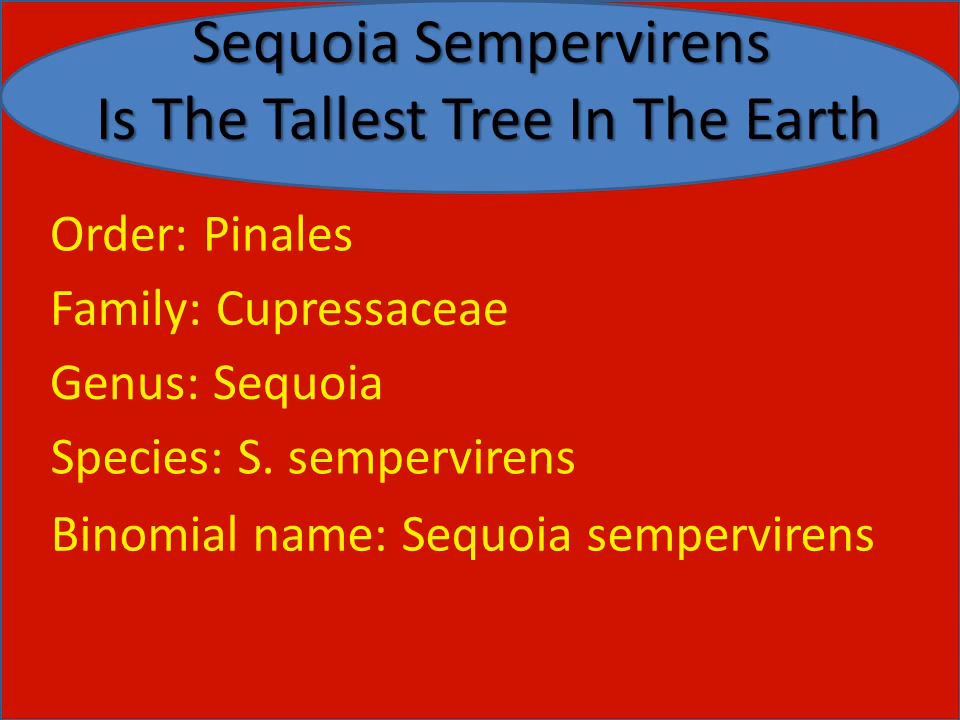 Sequoia Sempervirens
Is The Tallest Tree In The Earth
Order: Pinales
Family: Cupressaceae
Genus: Sequoia
Species: S. sempervirens
Binomial name: Sequoia sempervirens